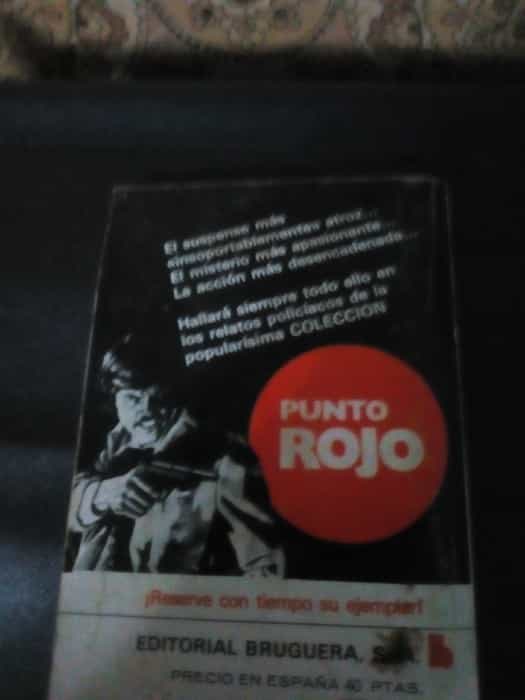 El suspense más
«insoportablemente» atroz...
El misterio más apasionante...
La acción más desencadenada...
Hallará siempre todo ello en
los relatos policíacos de la
popularísima COLECCION
PUNTO
ROJO
¡Reserve con tiempo su ejemplar!
EDITORIAL BRUGUERA, S. A.
PRECIO EN ESPAÑA 40 PTAS.